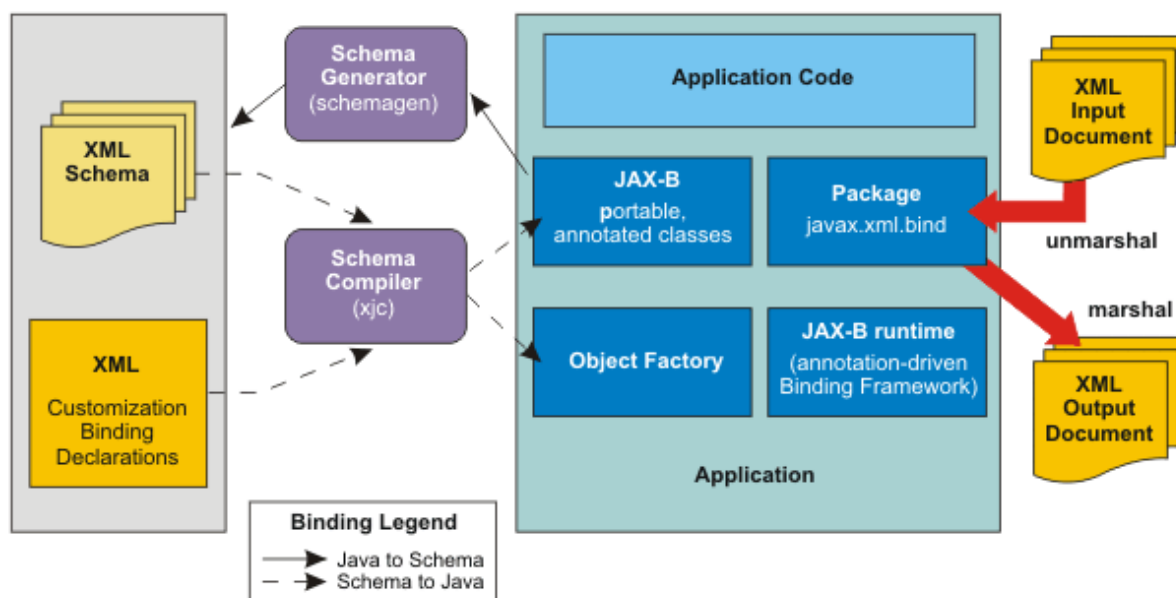 Schema
Generator
(schemagen)
Application Code
XML
Input
Document
XML
Schema
JAX-B
portable,
annotated classes
Package
javax.xml.bind
unmarshal
Schema
Compiler
(xjc)
marshal
XML
Customization
Binding
Declarations
Object Factory
JAX-B runtime
(annotation-driven
Binding Framework)
XML
Output
Document
Application
Binding Legend
Java to Schema
Schema to Java